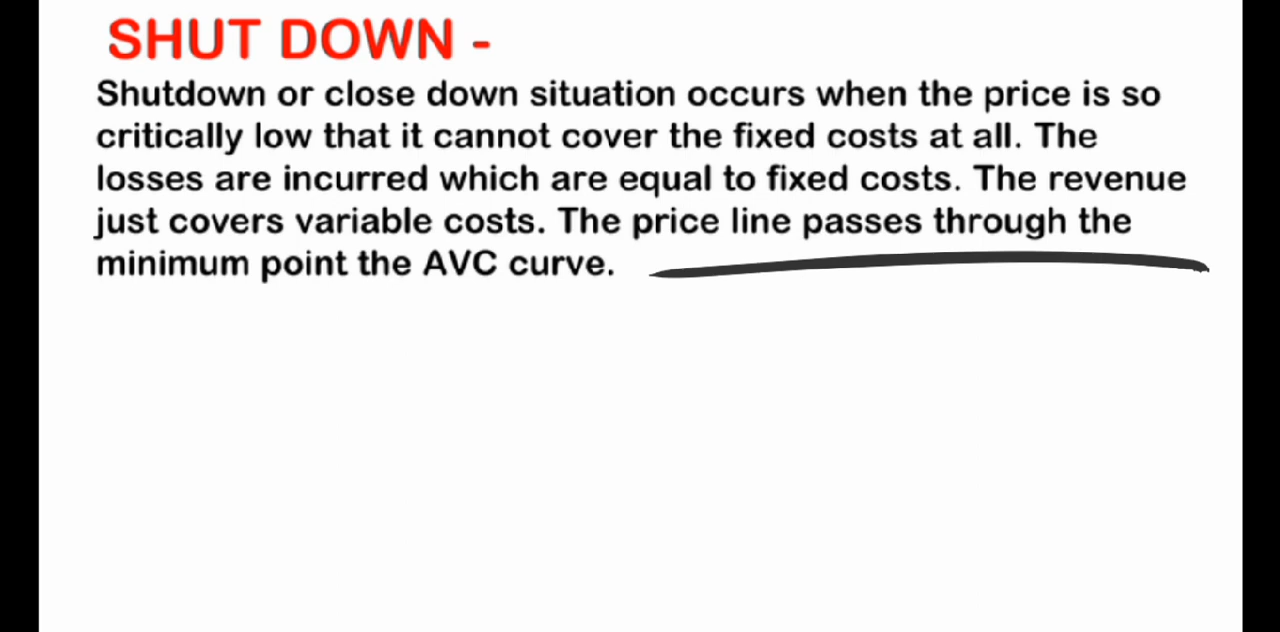 SHUT DOWN -
Shutdown or close down situation occurs when the price is so
critically low that it cannot cover the fixed costs at all. The
losses are incurred which are equal to fixed costs. The revenue
just covers variable costs. The price line passes through the
minimum point the AVC curve.